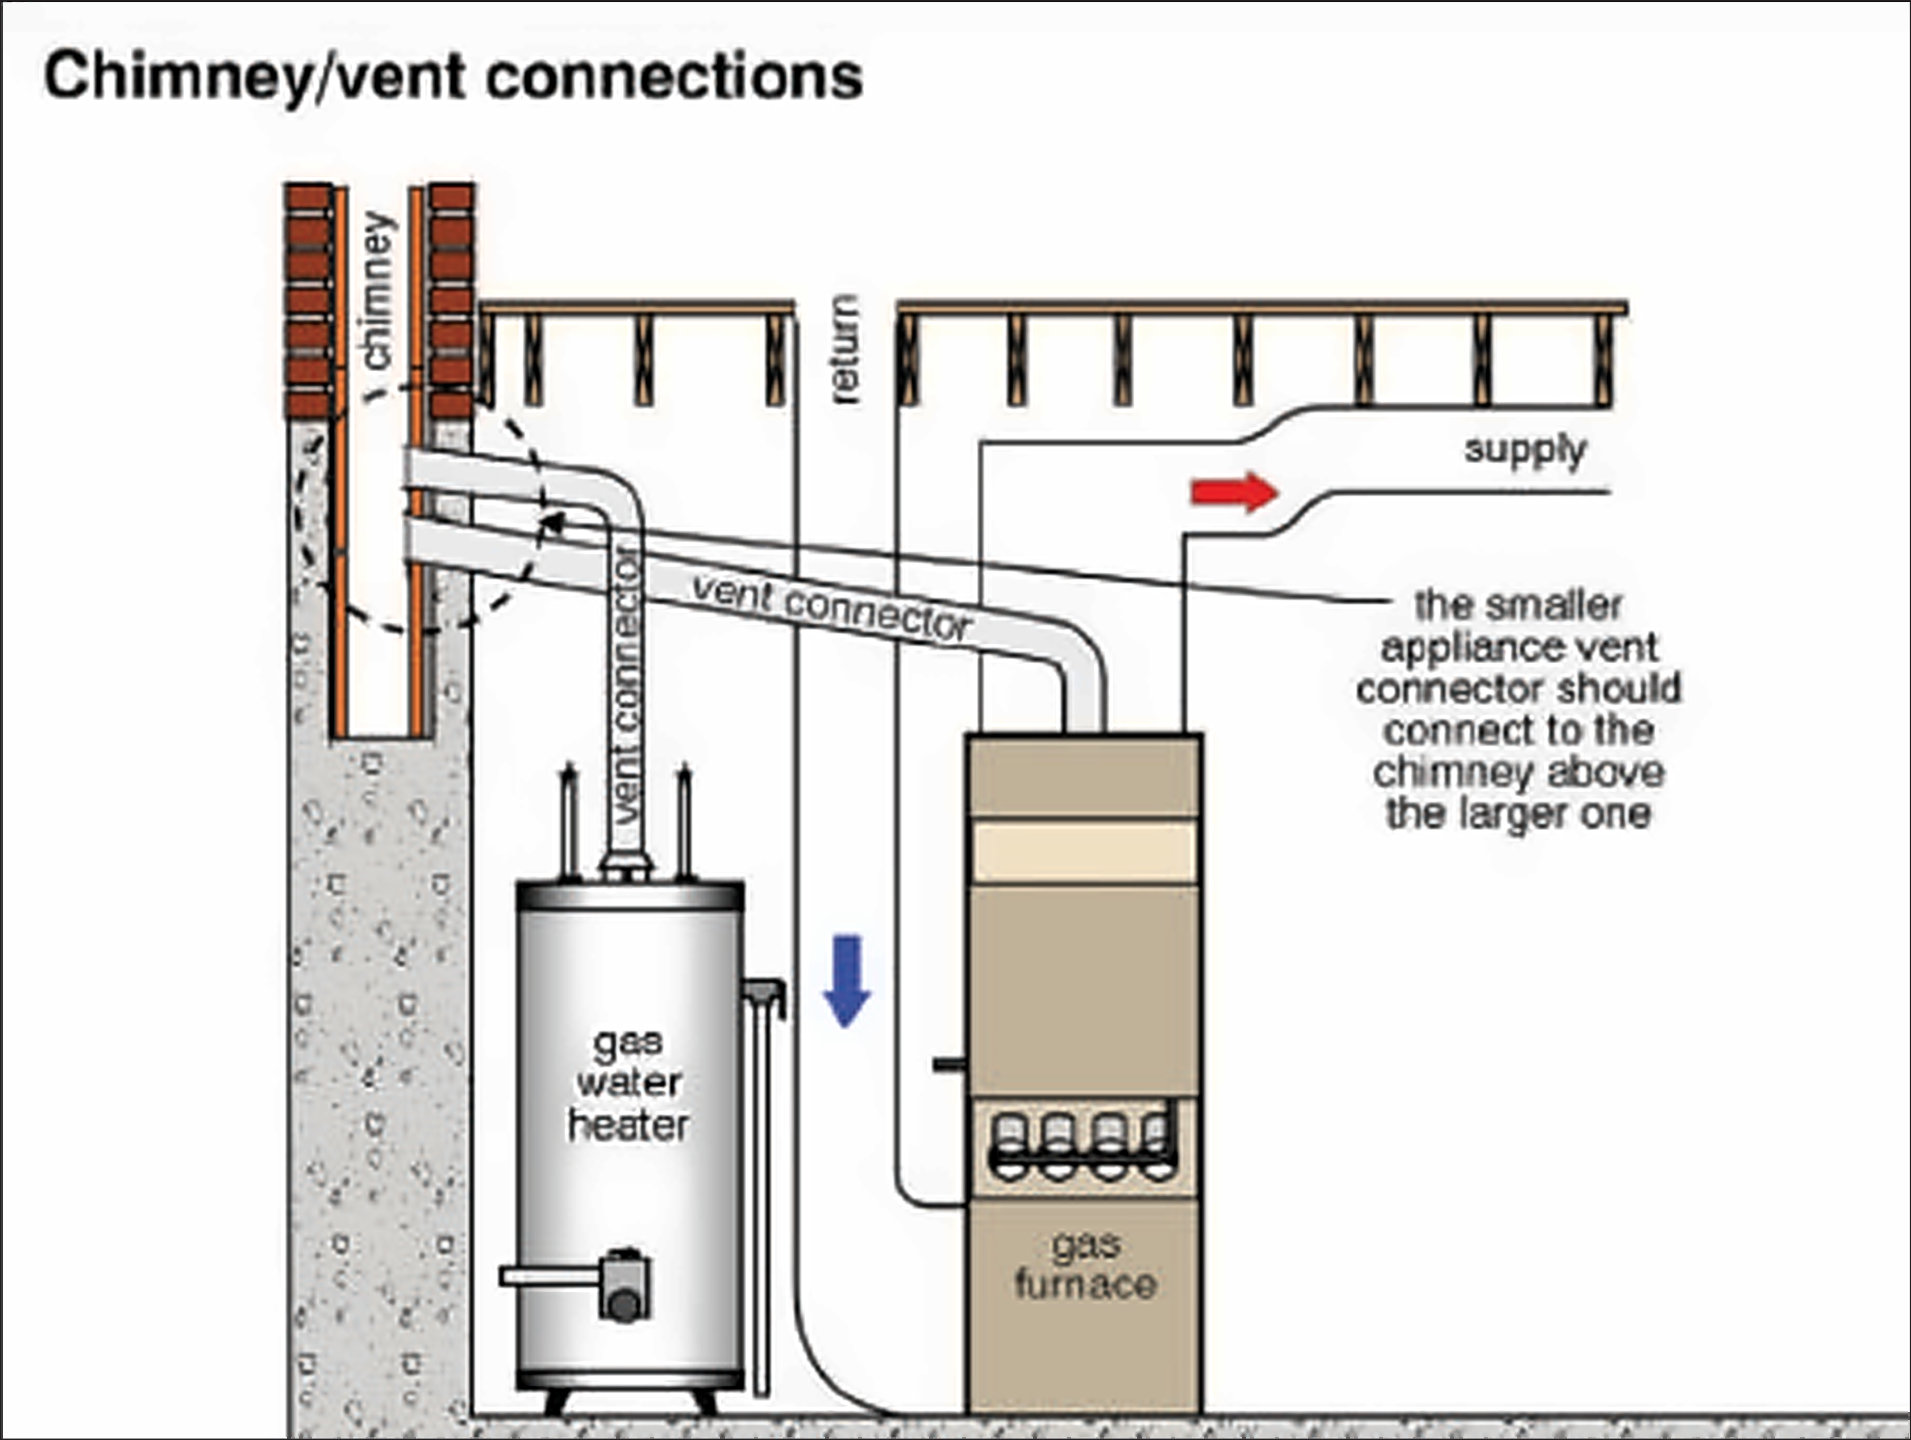 Chimney/vent connections
chimney
return
supply
vent connector
vent connector
the smaller
appliance vent
connector should
connect to the
chimney above
the larger one
gas
water
heater
gas
furnace